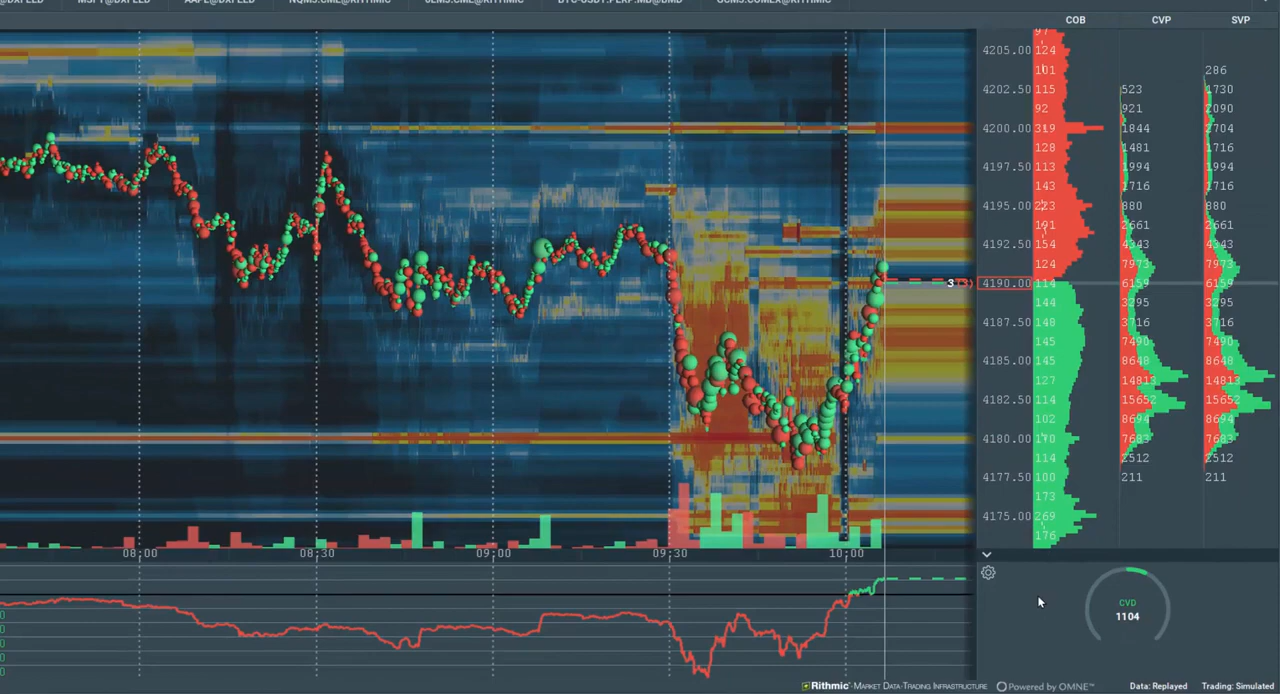 COB CVP SVP
4205.00 124
101 286
4202.50 115 523 1730
92 921 2090
4200.00 319 1844 2704
128 1481 1716
4197.50 113 1994 1994
143 1716 1716
4195.00 223 880 880
191 2661 2661
4192.50 154 4343 4343
124 7973 7973
3 (3) 4190.00 114 6159 6159
144 3295 3295
4187.50 148 3716 3716
145 7490 7490
4185.00 145 8648 8648
127 14813 14813
4182.50 114 15652 15652
102 8694 8694
4180.00 170 7683 7683
114 2512 2512
4177.50 100 211 211
173
4175.00 269
176
08:00 08:30 09:00 09:30 10:00
CVD
1104
Rithmic · MARKET DATA·TRADING INFRASTRUCTURE Powered by OMNE™ Data: Replayed Trading: Simulated